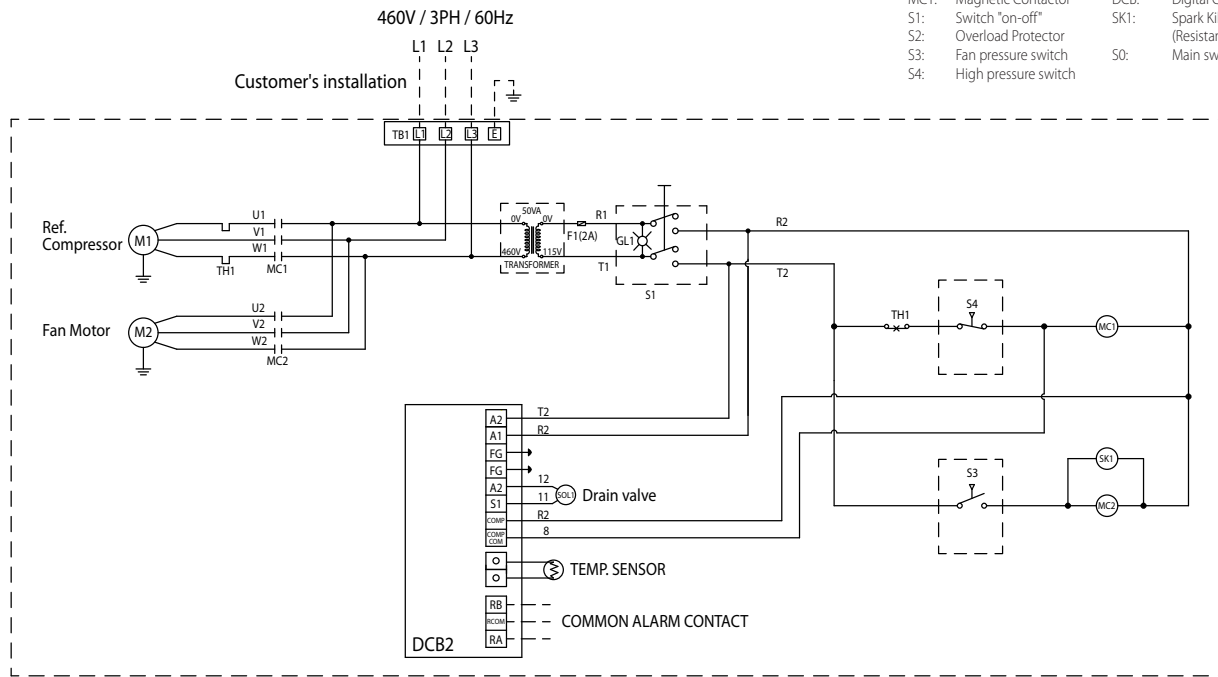 460V / 3PH / 60Hz
MC1: Magnetic Contactor DCB:
S1: Switch "on-off" SK1:
S2: Overload Protector
S3: Fan pressure switch S0:
S4: High pressure switch
L1 L2 L3
Customer's installation
TB1 L1 L2 L3 E
Ref.
Compressor
M1
U1
V1
W1
TH1
MC1
50VA
0V 0V
460V 115V
TRANSFORMER
F1(2A)
R1
T1
GL1
S1
R2
T2
Fan Motor
M2
U2
V2
W2
MC2
TH1
S4
MC1
A2 T2
A1 R2
FG
FG
A2 12
S1 11
SOL1 Drain valve
COMP R2
COMP
COM 8
TEMP. SENSOR
RB
RCOM COMMON ALARM CONTACT
RA
DCB2
S3
SK1
MC2